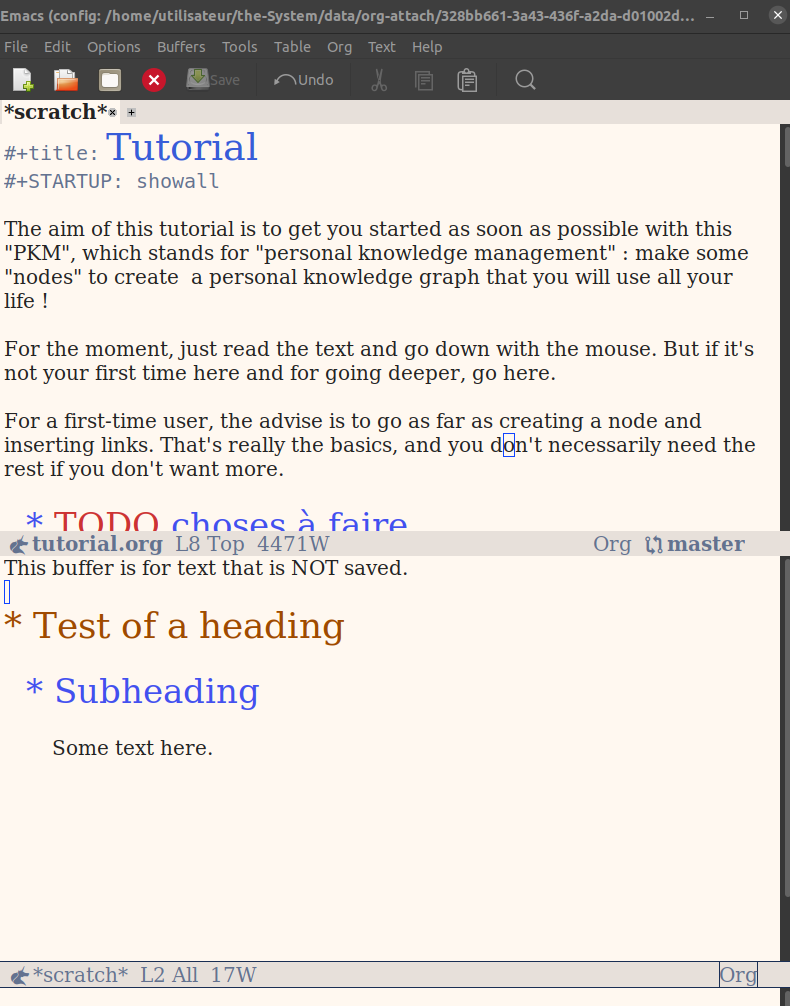 Emacs (config: /home/utilisateur/the-System/data/org-attach/328bb661-3a43-436f-a2da-d01002d...
File Edit Options Buffers Tools Table Org Text Help
Save Undo
*scratch*
#+title: Tutorial
#+STARTUP: showall
The aim of this tutorial is to get you started as soon as possible with this
"PKM", which stands for "personal knowledge management" : make some
"nodes" to create  a personal knowledge graph that you will use all your
life !
For the moment, just read the text and go down with the mouse. But if it's
not your first time here and for going deeper, go here.
For a first-time user, the advise is to go as far as creating a node and
inserting links. That's really the basics, and you don't necessarily need the
rest if you don't want more.
* TODO choses à faire
tutorial.org L8 Top 4471W Org master
This buffer is for text that is NOT saved.
* Test of a heading
* Subheading
Some text here.
*scratch* L2 All 17W Org